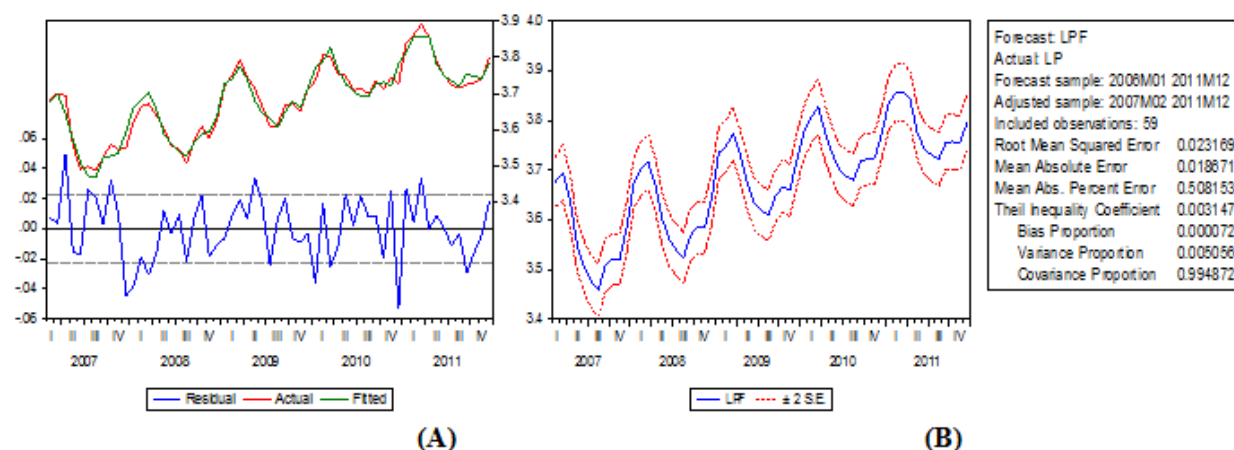 3.9
3.8
3.7
3.6
3.5
3.4
.06
.04
.02
.00
-.02
-.04
-.06
I II III IV I II III IV I II III IV I II III IV I II III IV
2007 2008 2009 2010 2011
Residual Actual Fitted
(A)
4.0
3.9
3.8
3.7
3.6
3.5
3.4
I II III IV I II III IV I II III IV I II III IV I II III IV
2007 2008 2009 2010 2011
LPF ± 2 S.E.
(B)
Forecast: LPF
Actual: LP
Forecast sample: 2006M01 2011M12
Adjusted sample: 2007M02 2011M12
Included observations: 59
Root Mean Squared Error 0.023169
Mean Absolute Error 0.018671
Mean Abs. Percent Error 0.508153
Theil Inequality Coefficient 0.003147
Bias Proportion 0.000072
Variance Proportion 0.005056
Covariance Proportion 0.994872